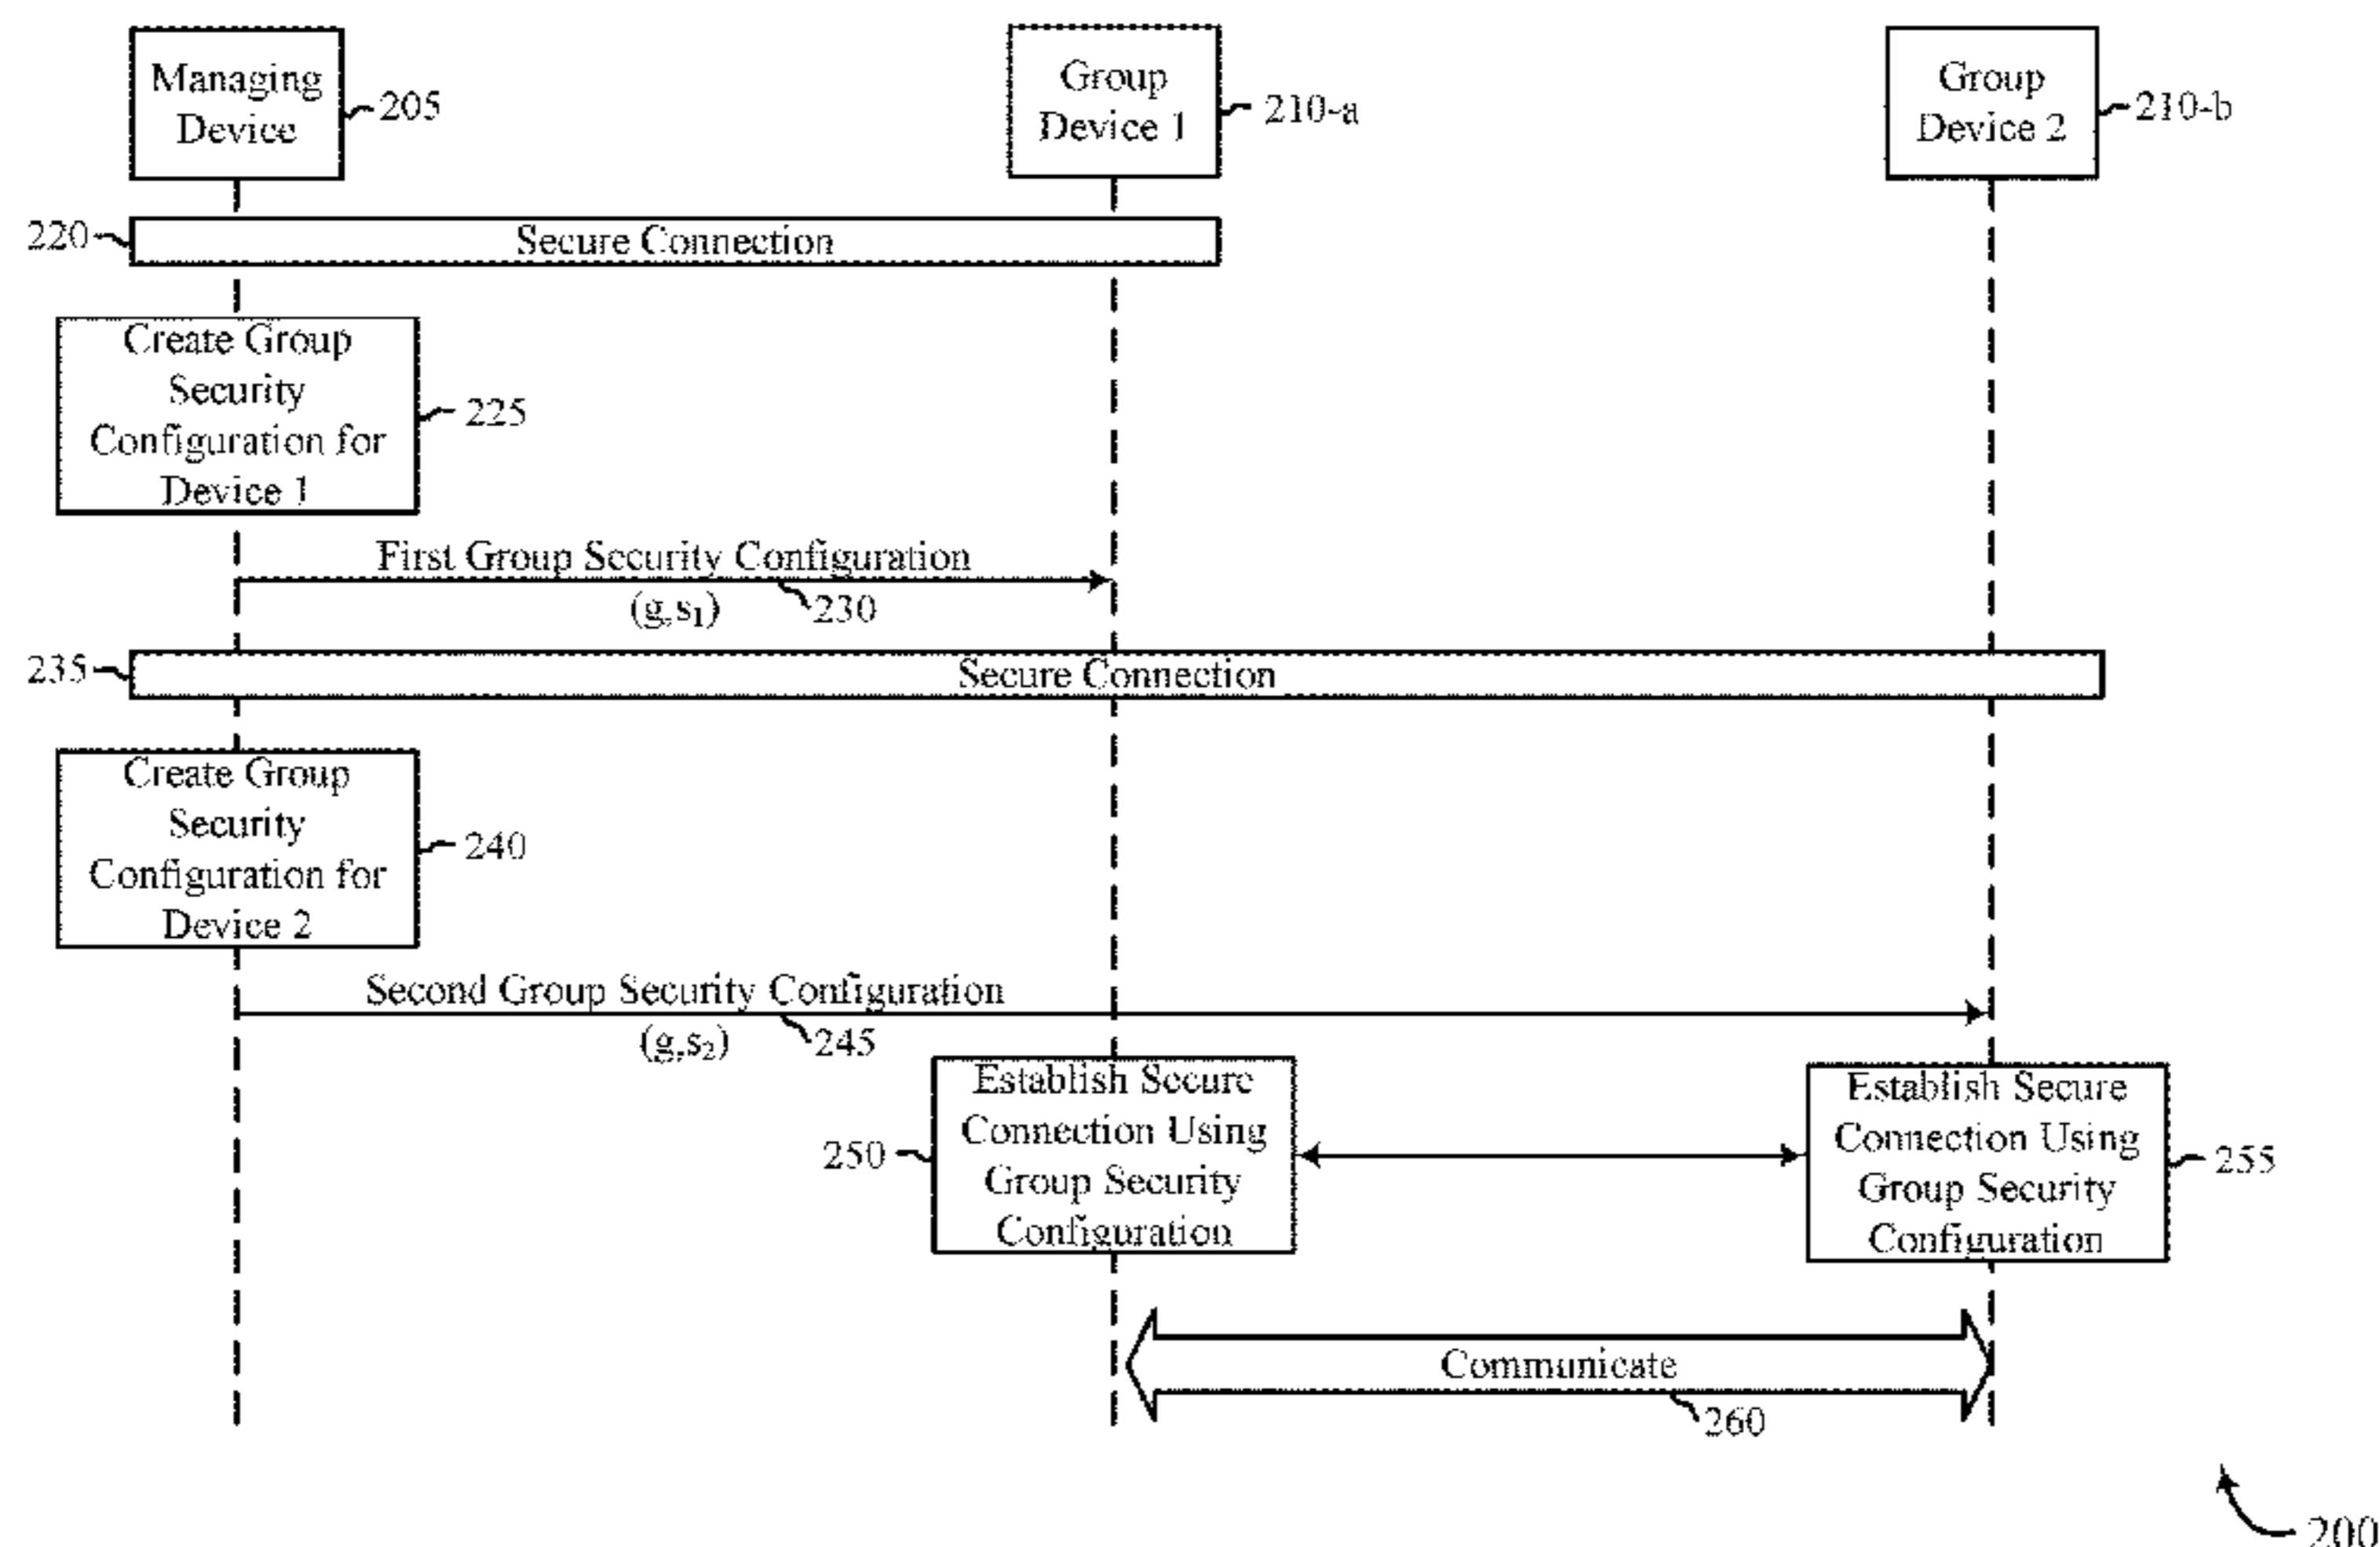 Managing
Device
205
Group
Device 1
210-a
Group
Device 2
210-b
220
Secure Connection
Create Group
Security
Configuration for
Device 1
225
First Group Security Configuration
(g,s₁)
230
235
Secure Connection
Create Group
Security
Configuration for
Device 2
240
Second Group Security Configuration
(g,s₂)
245
250
Establish Secure
Connection Using
Group Security
Configuration
Establish Secure
Connection Using
Group Security
Configuration
255
Communicate
260
200